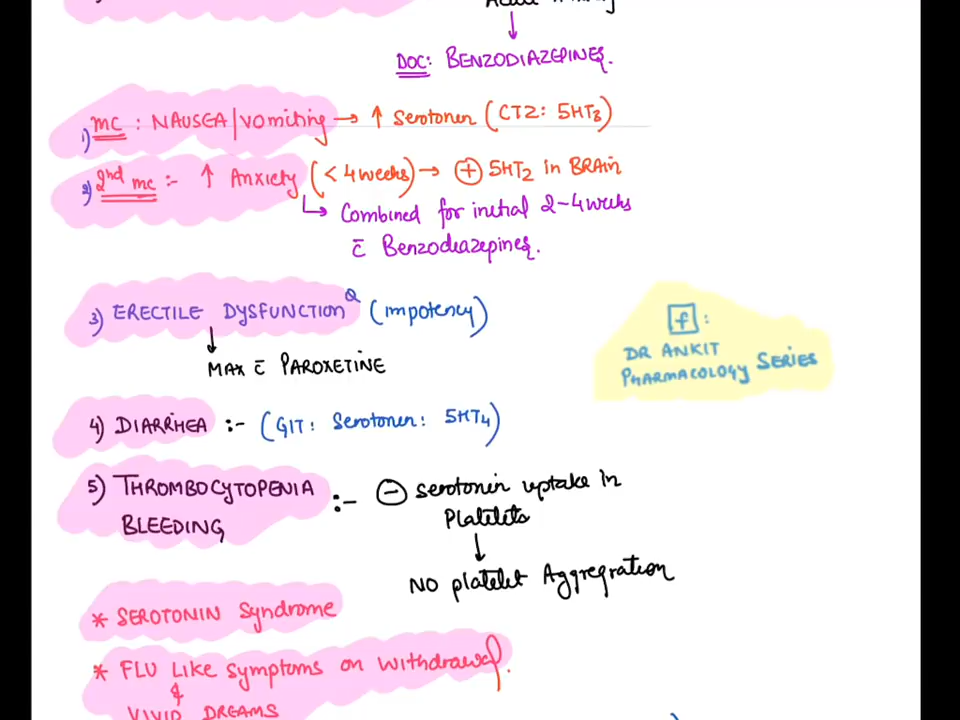 DOC: BENZODIAZEPINES.
1) mc : NAUSEA/vomiting → ↑ Serotonin (CTZ: 5HT3)
2) 2nd mc :- ↑ Anxiety (<4 weeks) → ⊕ 5HT2 in BRAIN
↳ Combined for initial 2-4 weeks
c̄ Benzodiazepines.
3) ERECTILE DYSFUNCTION Q (impotency)
↓
MAX c̄ PAROXETINE
f :
DR ANKIT
PHARMACOLOGY SERIES
4) DIARRHEA :- (GIT: Serotonin: 5HT4)
5) THROMBOCYTOPENIA
BLEEDING :- ⊖ serotonin uptake in
Platelets
↓
NO platelet Aggregration
* SEROTONIN Syndrome
* FLU LIKE symptoms on withdrawal.
&
VIVID DREAMS